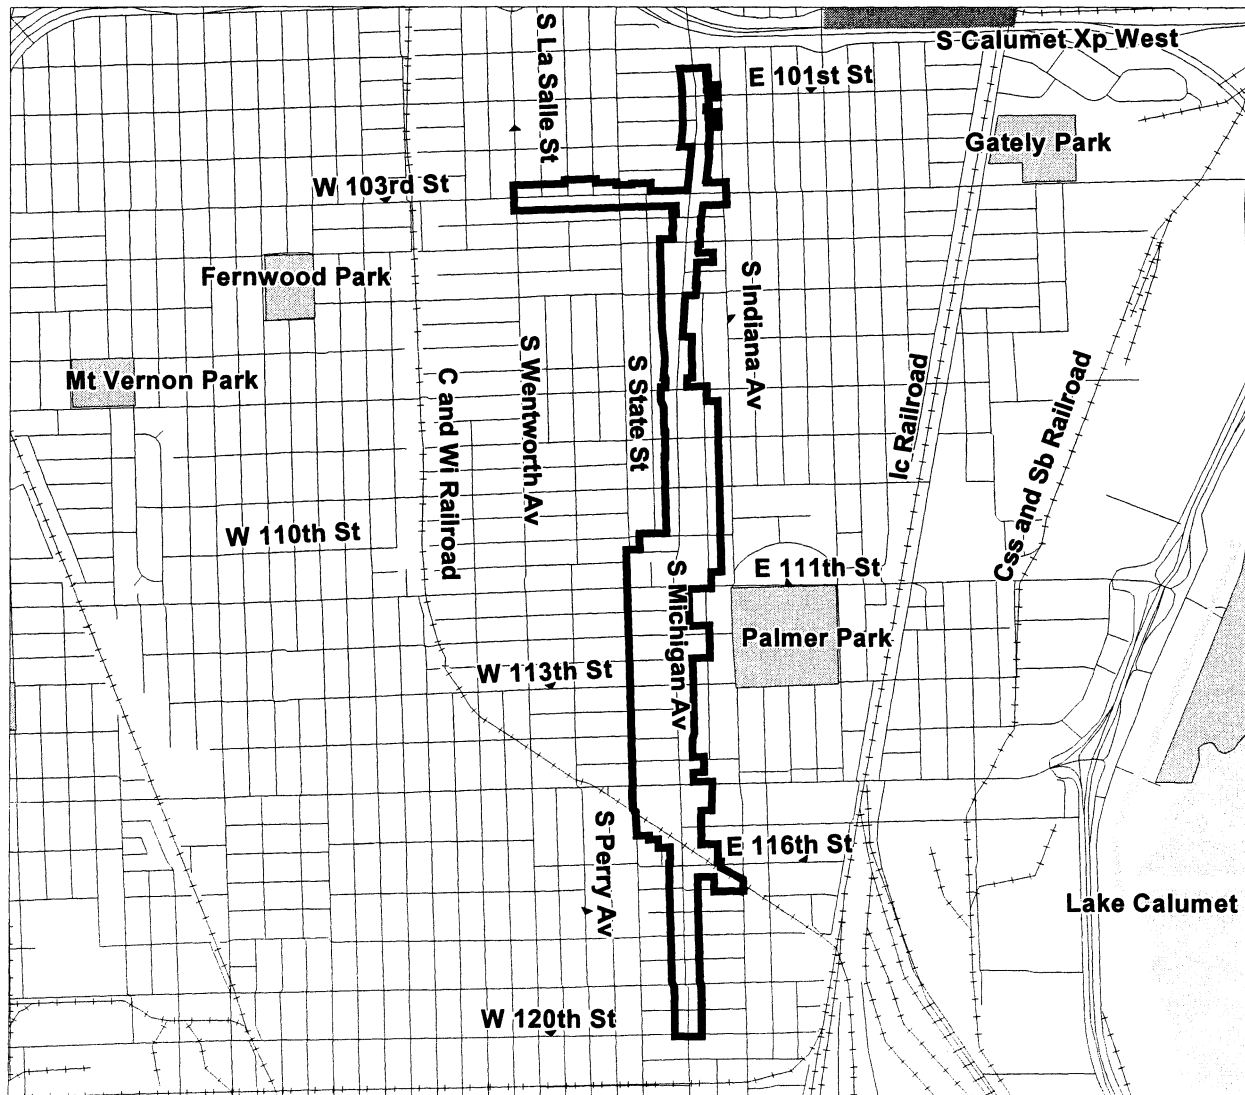 S La Salle St
S Calumet Xp West
E 101st St
Gately Park
W 103rd St
Fernwood Park
S Indiana Av
S Wentworth Av
S State St
Mt Vernon Park
C and Wi Railroad
Ic Railroad
Css and Sb Railroad
W 110th St
S Michigan Av
E 111th St
Palmer Park
W 113th St
S Perry Av
E 116th St
Lake Calumet
W 120th St